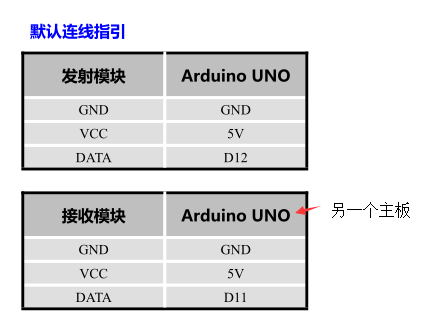 默认连线指引
发射模块 Arduino UNO
GND GND
VCC 5V
DATA D12
接收模块 Arduino UNO 另一个主板
GND GND
VCC 5V
DATA D11